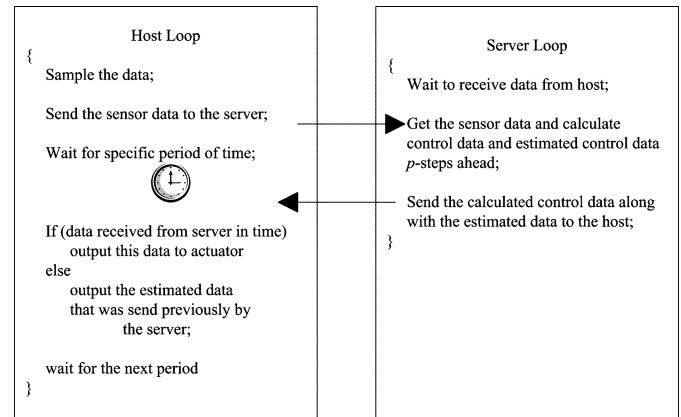 Host Loop
{
Sample the data;
Send the sensor data to the server;
Wait for specific period of time;
If (data received from server in time)
output this data to actuator
else
output the estimated data
that was send previously by
the server;
wait for the next period
}
Server Loop
{
Wait to receive data from host;
Get the sensor data and calculate
control data and estimated control data
p-steps ahead;
Send the calculated control data along
with the estimated data to the host;
}